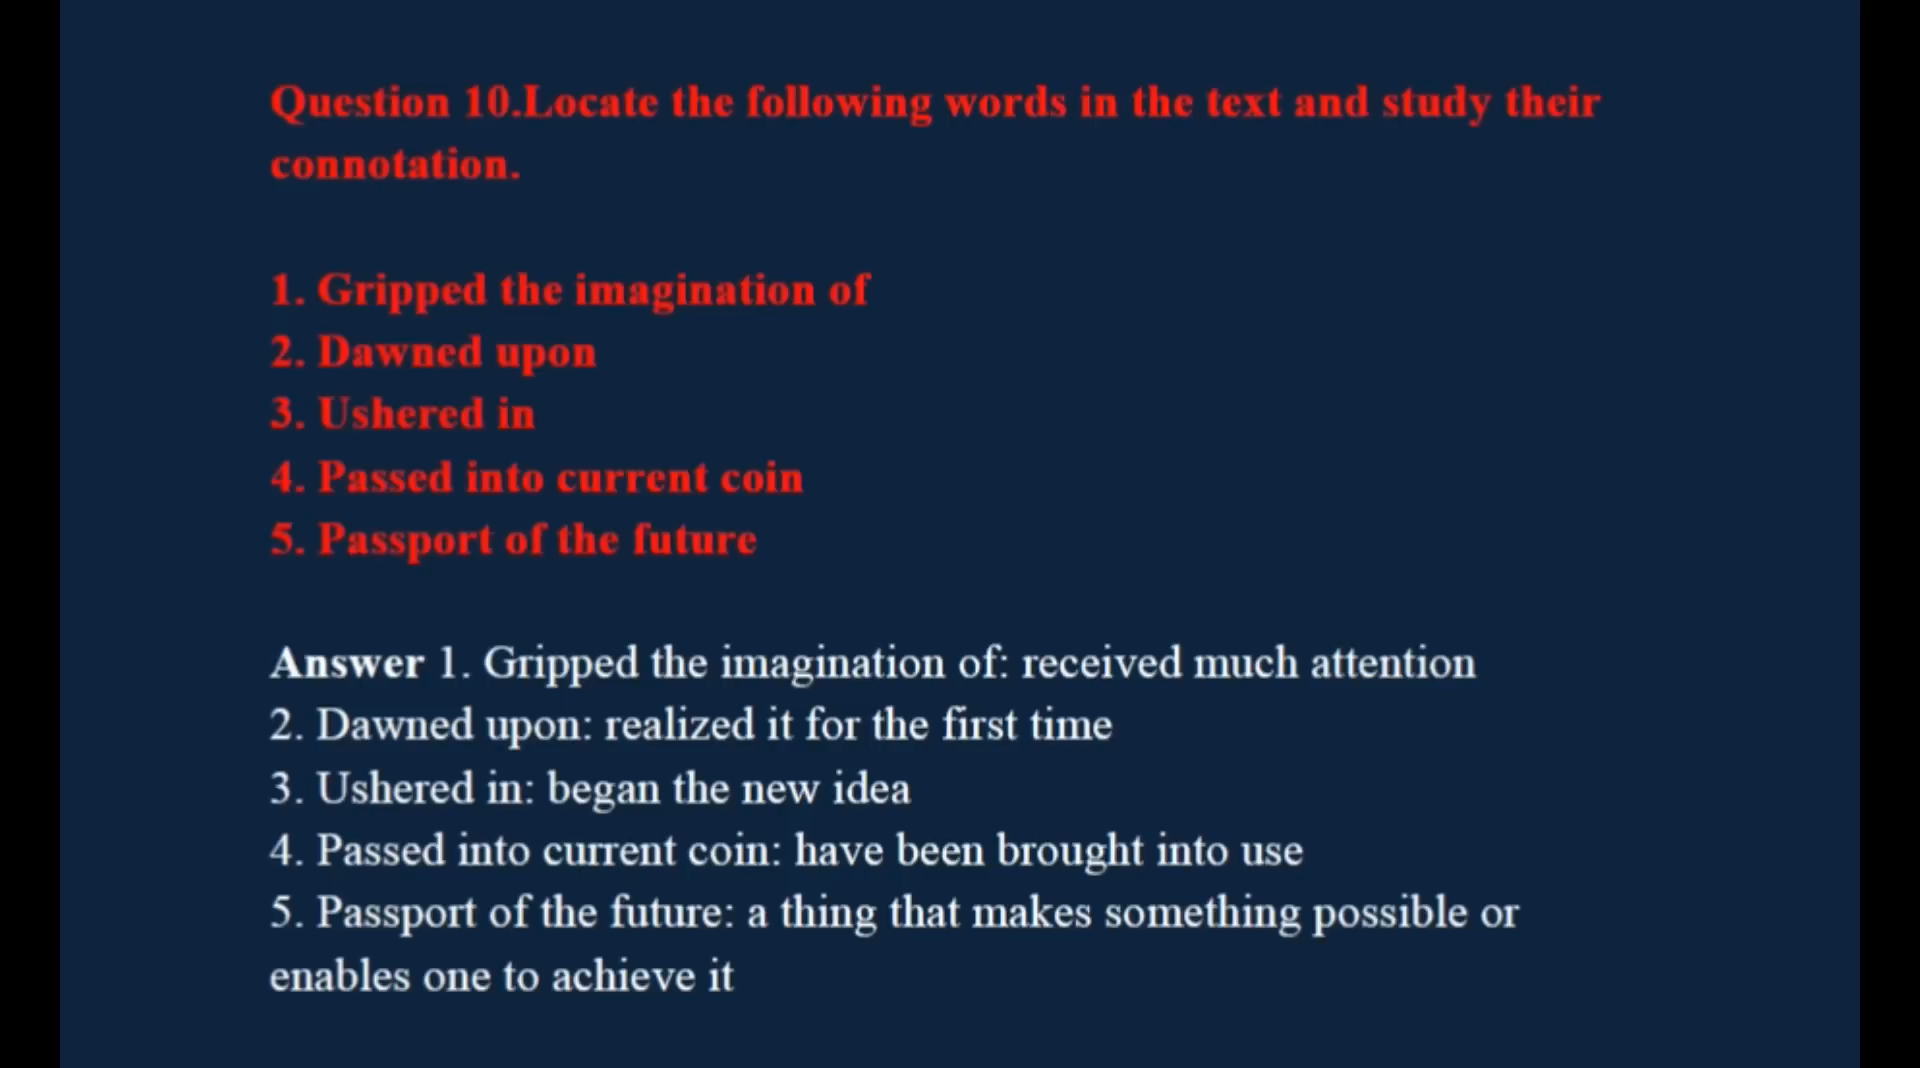 Question 10.Locate the following words in the text and study their
connotation.
1. Gripped the imagination of
2. Dawned upon
3. Ushered in
4. Passed into current coin
5. Passport of the future
Answer 1. Gripped the imagination of: received much attention
2. Dawned upon: realized it for the first time
3. Ushered in: began the new idea
4. Passed into current coin: have been brought into use
5. Passport of the future: a thing that makes something possible or
enables one to achieve it